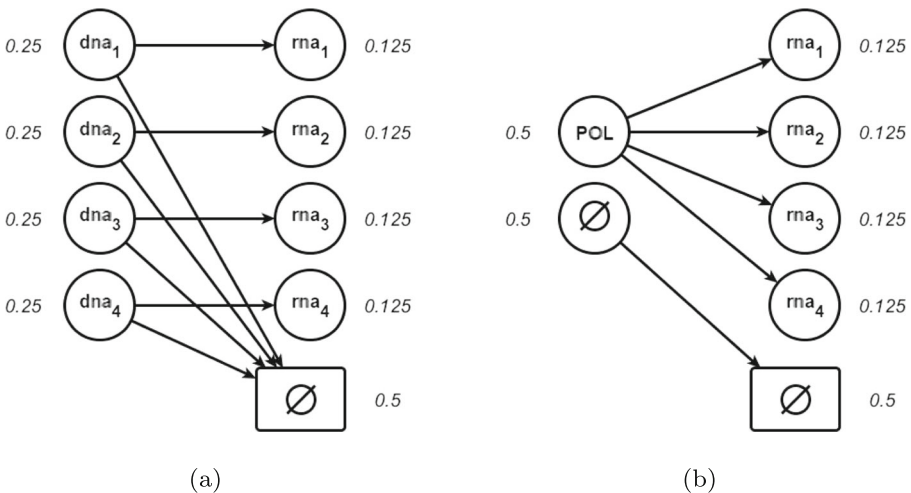 0.25 dna₁ rna₁ 0.125
0.25 dna₂ rna₂ 0.125
0.25 dna₃ rna₃ 0.125
0.25 dna₄ rna₄ 0.125
∅ 0.5
(a)
rna₁ 0.125
0.5 POL rna₂ 0.125
0.5 ∅ rna₃ 0.125
rna₄ 0.125
∅ 0.5
(b)